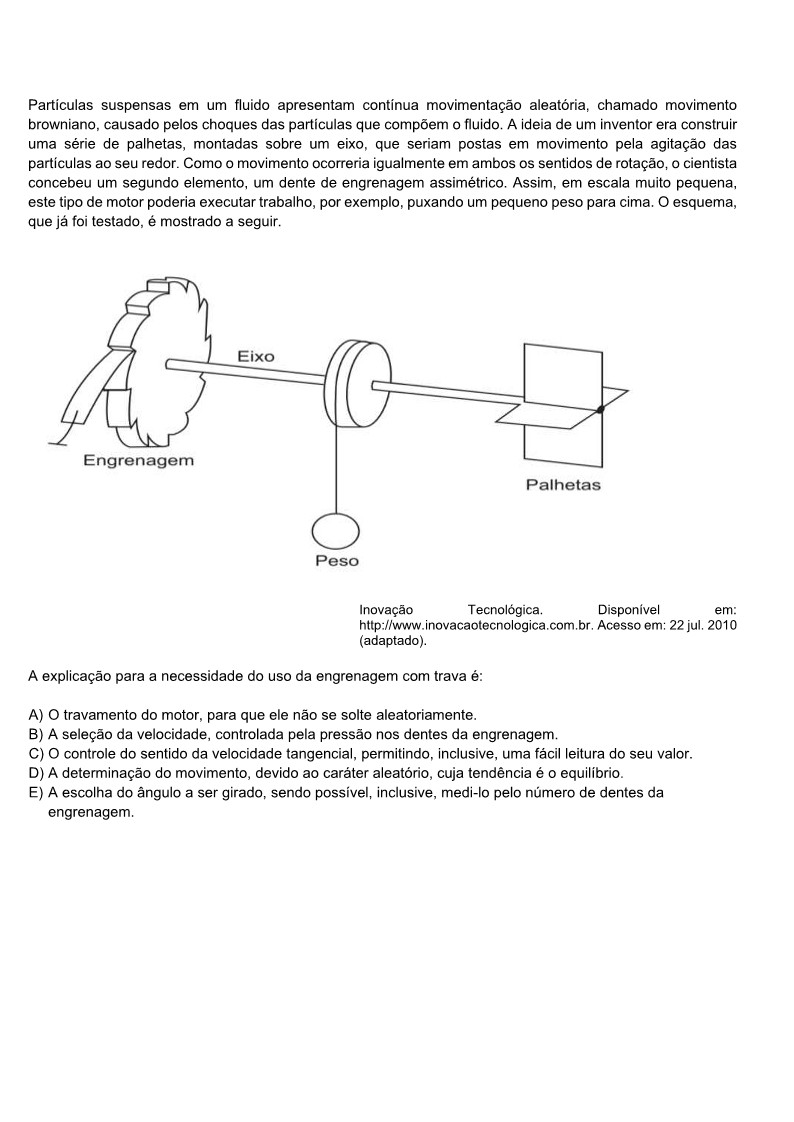 Partículas suspensas em um fluido apresentam contínua movimentação aleatória, chamado movimento
browniano, causado pelos choques das partículas que compõem o fluido. A ideia de um inventor era construir
uma série de palhetas, montadas sobre um eixo, que seriam postas em movimento pela agitação das
partículas ao seu redor. Como o movimento ocorreria igualmente em ambos os sentidos de rotação, o cientista
concebeu um segundo elemento, um dente de engrenagem assimétrico. Assim, em escala muito pequena,
este tipo de motor poderia executar trabalho, por exemplo, puxando um pequeno peso para cima. O esquema,
que já foi testado, é mostrado a seguir.
Eixo
Engrenagem
Palhetas
Peso
Inovação Tecnológica. Disponível em:
http://www.inovacaotecnologica.com.br. Acesso em: 22 jul. 2010
(adaptado).
A explicação para a necessidade do uso da engrenagem com trava é:
A) O travamento do motor, para que ele não se solte aleatoriamente.
B) A seleção da velocidade, controlada pela pressão nos dentes da engrenagem.
C) O controle do sentido da velocidade tangencial, permitindo, inclusive, uma fácil leitura do seu valor.
D) A determinação do movimento, devido ao caráter aleatório, cuja tendência é o equilíbrio.
E) A escolha do ângulo a ser girado, sendo possível, inclusive, medi-lo pelo número de dentes da
engrenagem.